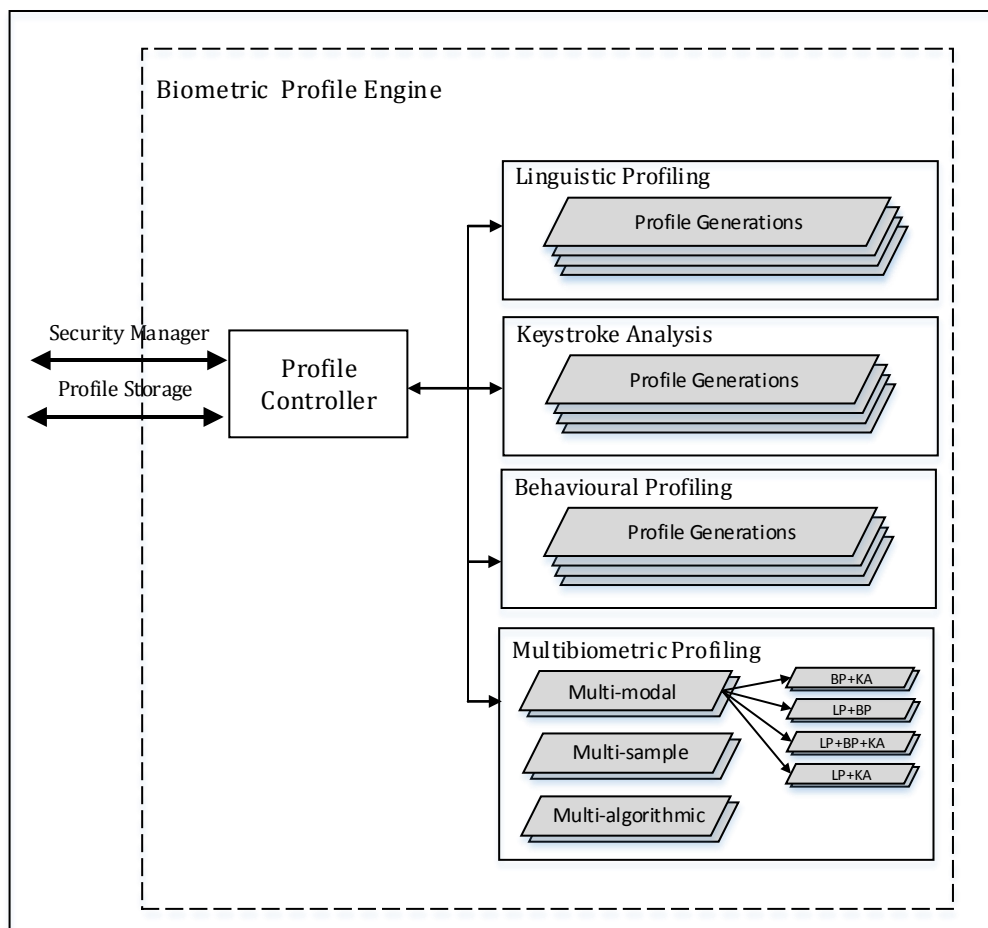 Biometric Profile Engine
Linguistic Profiling
Profile Generations
Security Manager
Profile Storage
Profile
Controller
Keystroke Analysis
Profile Generations
Behavioural Profiling
Profile Generations
Multibiometric Profiling
Multi-modal
BP+KA
LP+BP
LP+BP+KA
LP+KA
Multi-sample
Multi-algorithmic